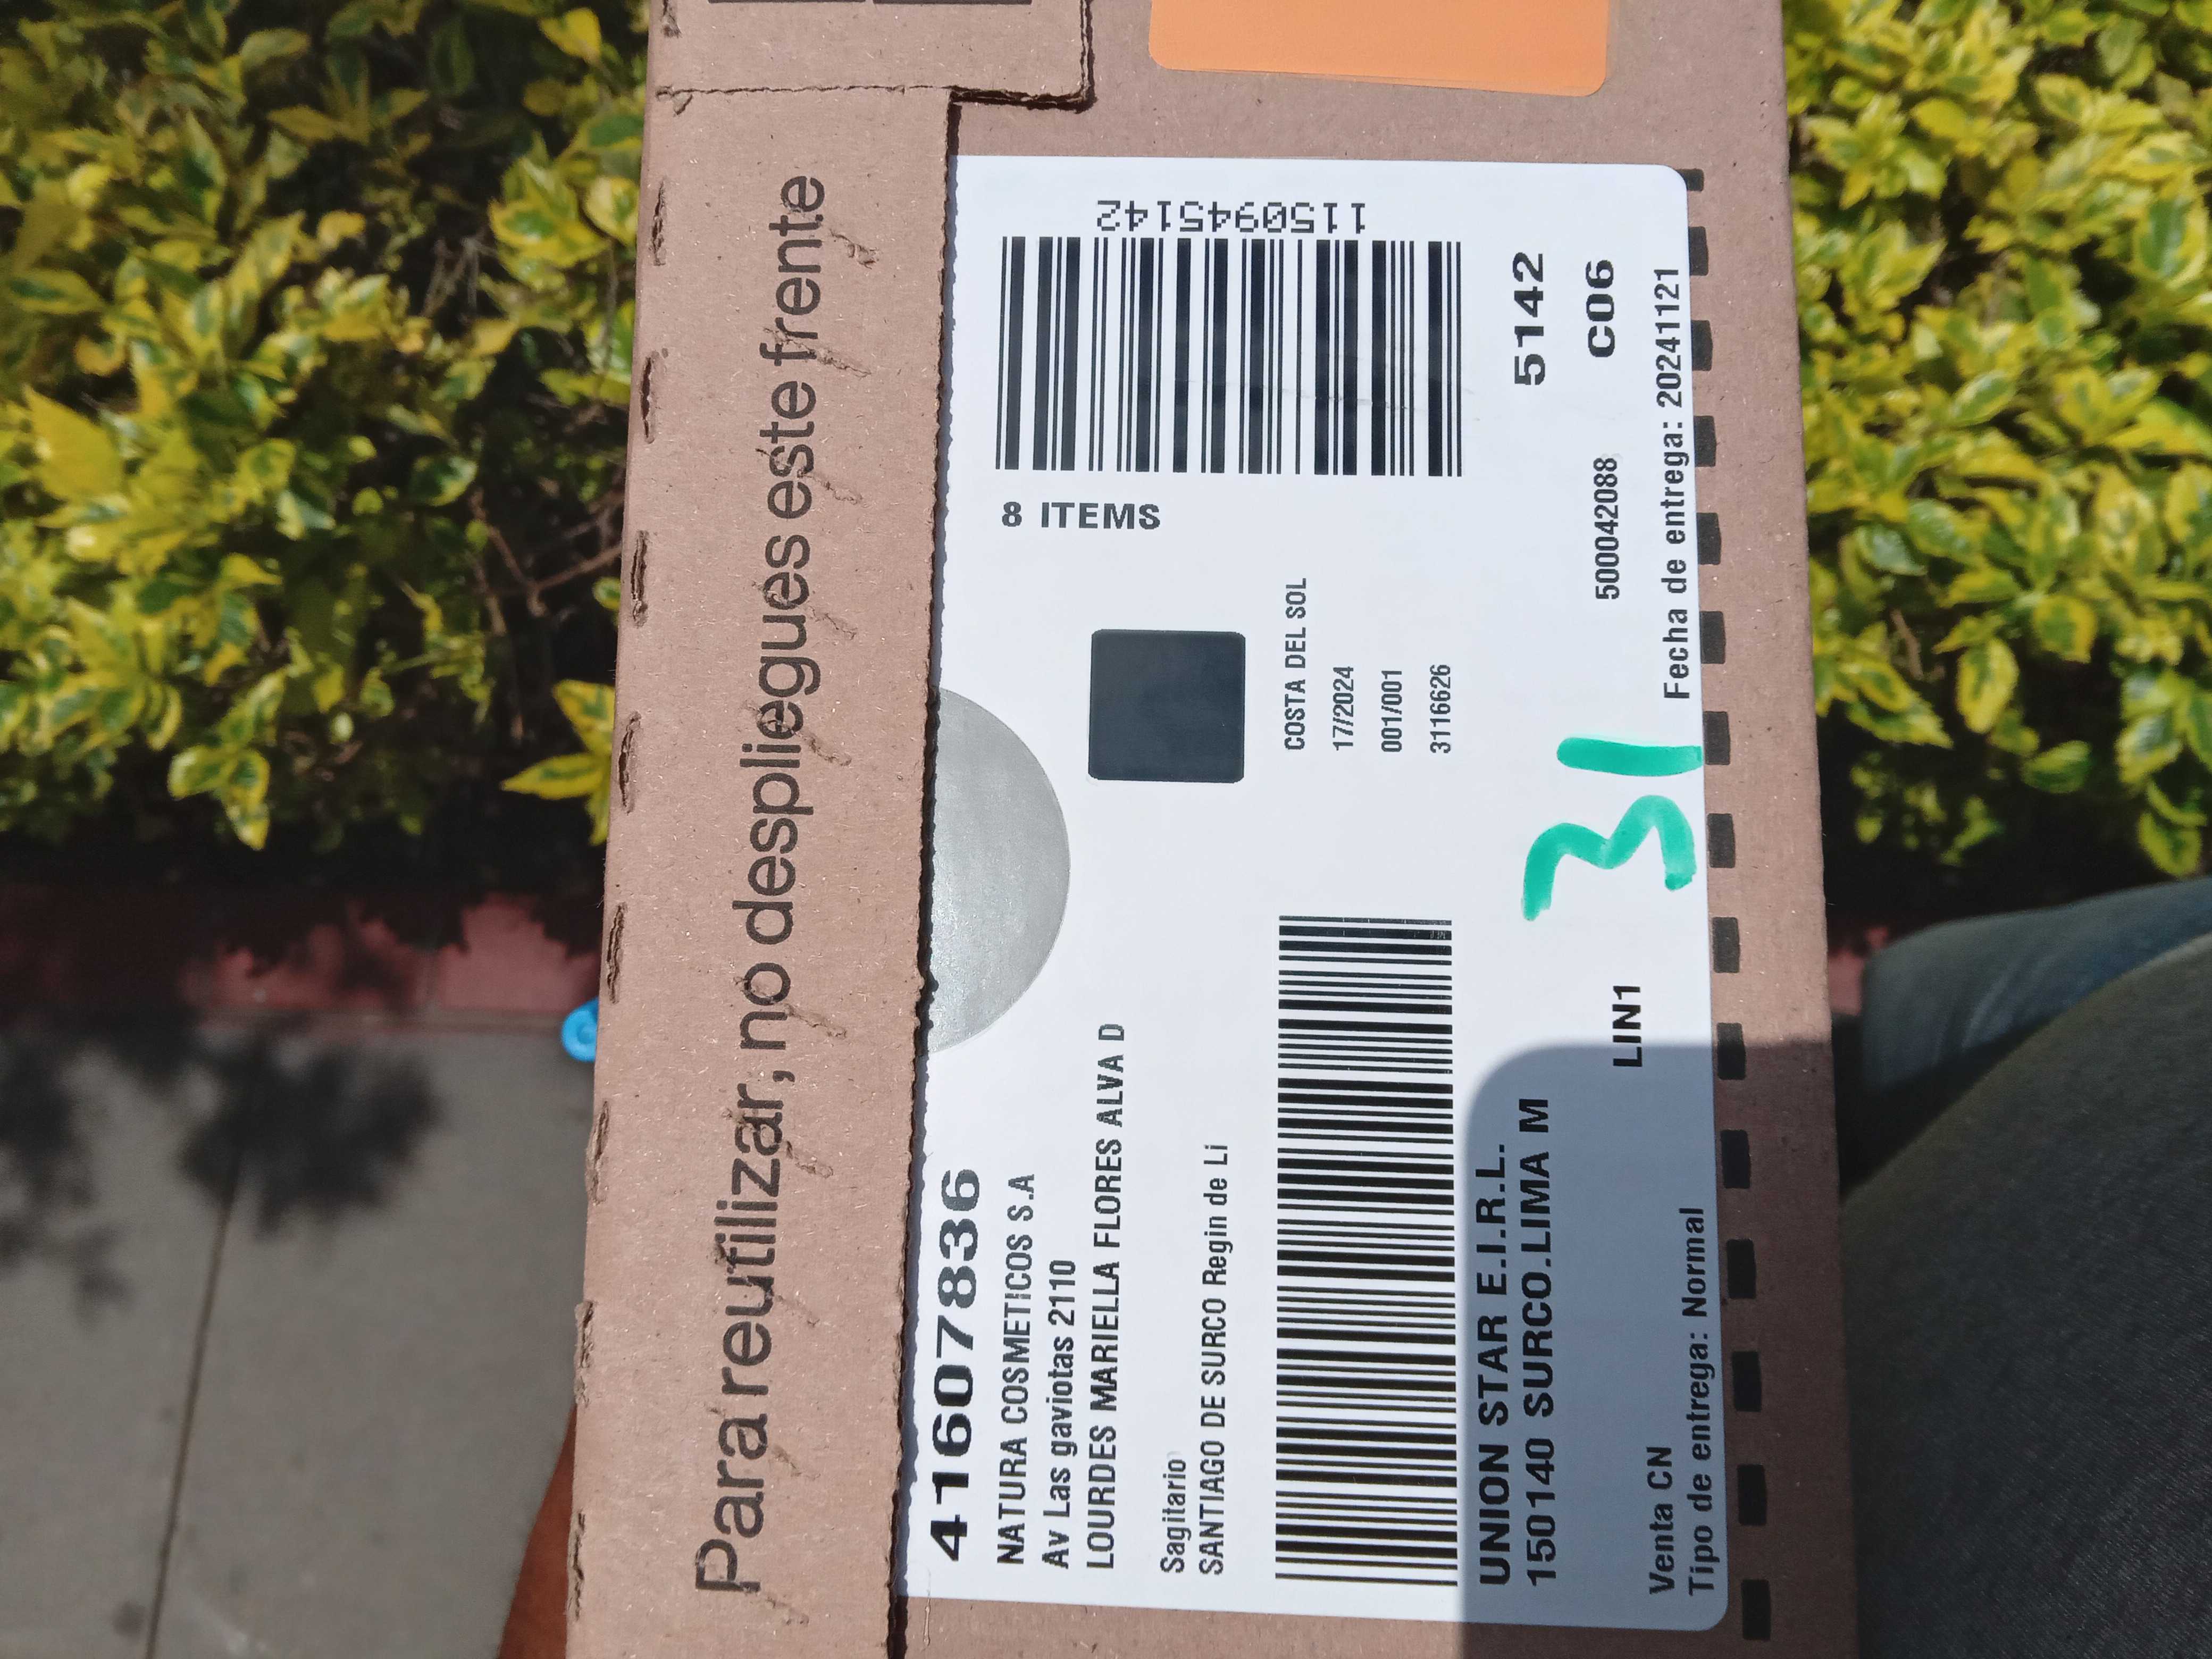 Para reutilizar, no despliegues este frente
41607836
NATURA COSMETICOS S.A
Av Las gaviotas 2110
LOURDES MARIELLA FLORES ALVA D
Sagitario
SANTIAGO DE SURCO Regin de Li
8 ITEMS
1150945142
COSTA DEL SOL
17/2024
001/001
3116626
UNION STAR E.I.R.L.
5142
150140 SURCO.LIMA M
31
LIN1
500042088
C06
Venta CN
Tipo de entrega: Normal
Fecha de entrega: 20241121